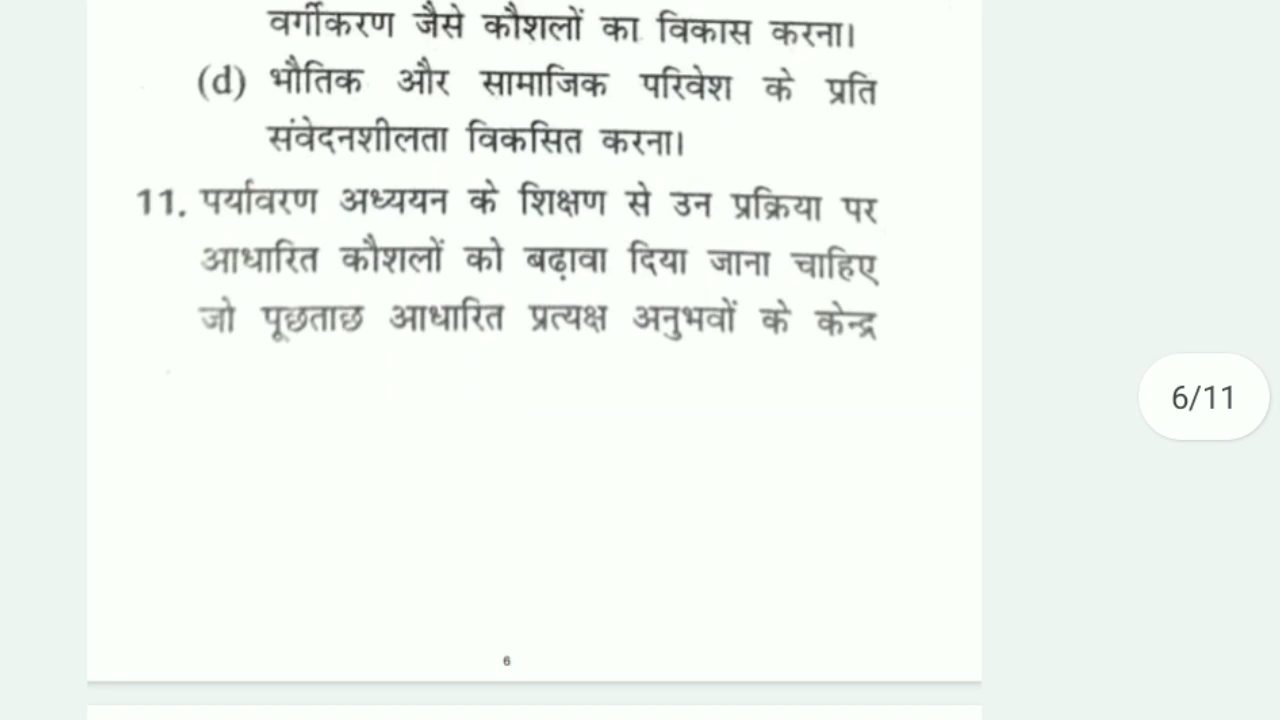 वर्गीकरण जैसे कौशलों का विकास करना।
(d) भौतिक और सामाजिक परिवेश के प्रति
संवेदनशीलता विकसित करना।
11. पर्यावरण अध्ययन के शिक्षण से उन प्रक्रिया पर
आधारित कौशलों को बढ़ावा दिया जाना चाहिए
जो पूछताछ आधारित प्रत्यक्ष अनुभवों के केन्द्र
6/11
6